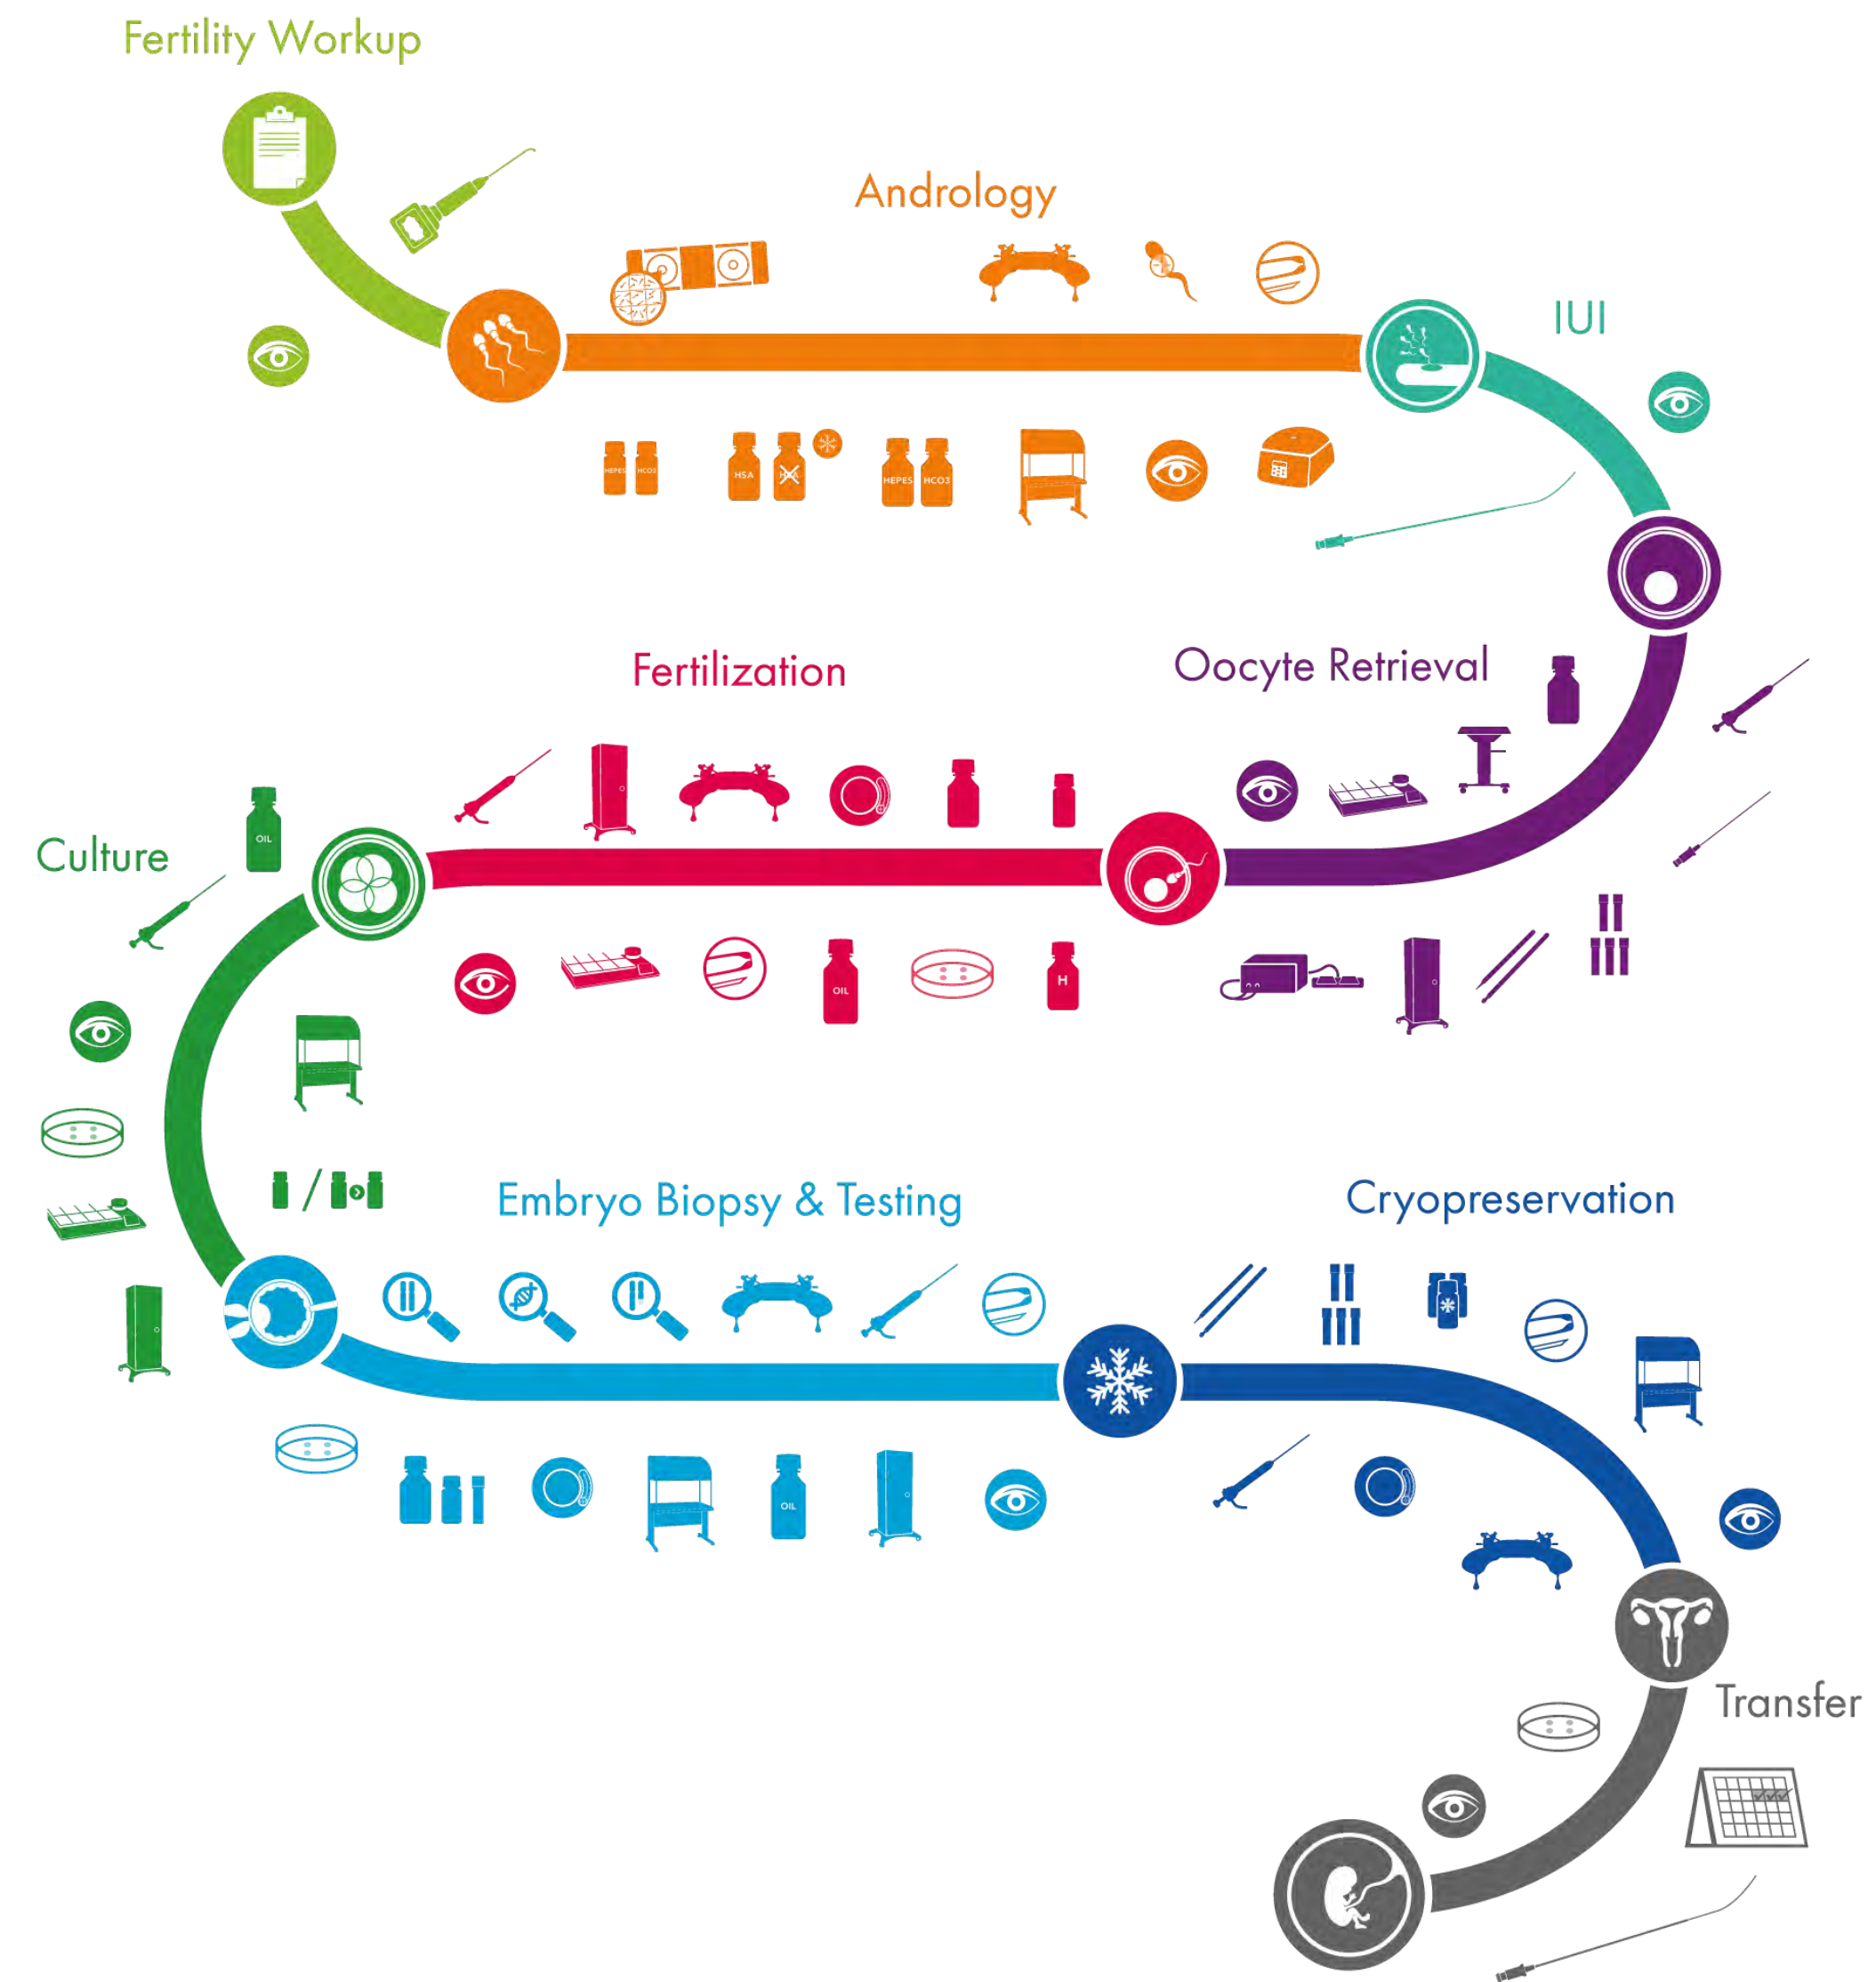 Fertility Workup
Andrology
IUI
HEPES
HCO3
HSA
HSA
HEPES
HCO3
Fertilization
Oocyte Retrieval
Culture
OIL
OIL
H
Embryo Biopsy & Testing
Cryopreservation
OIL
Transfer